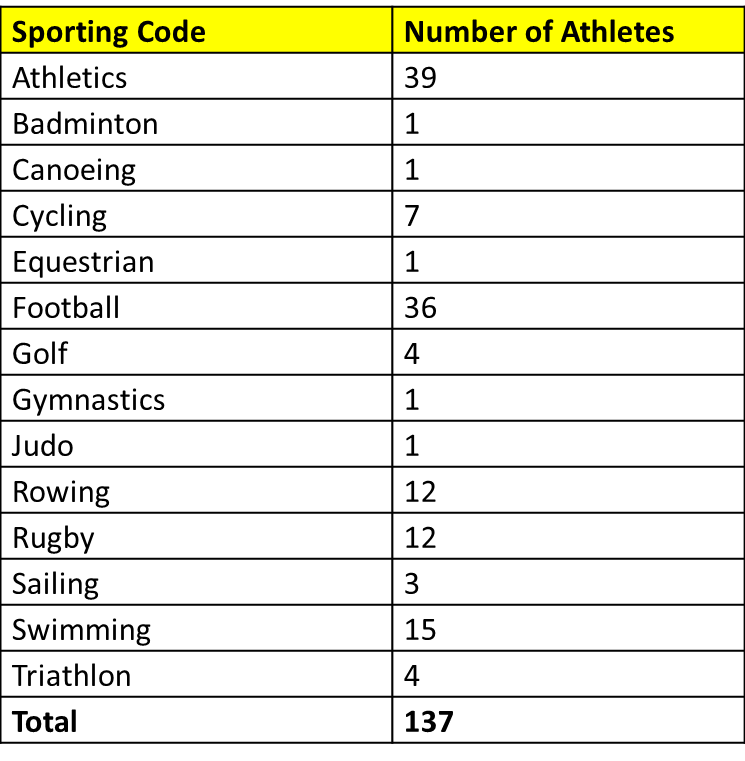 Sporting Code Number of Athletes
Athletics 39
Badminton 1
Canoeing 1
Cycling 7
Equestrian 1
Football 36
Golf 4
Gymnastics 1
Judo 1
Rowing 12
Rugby 12
Sailing 3
Swimming 15
Triathlon 4
Total 137